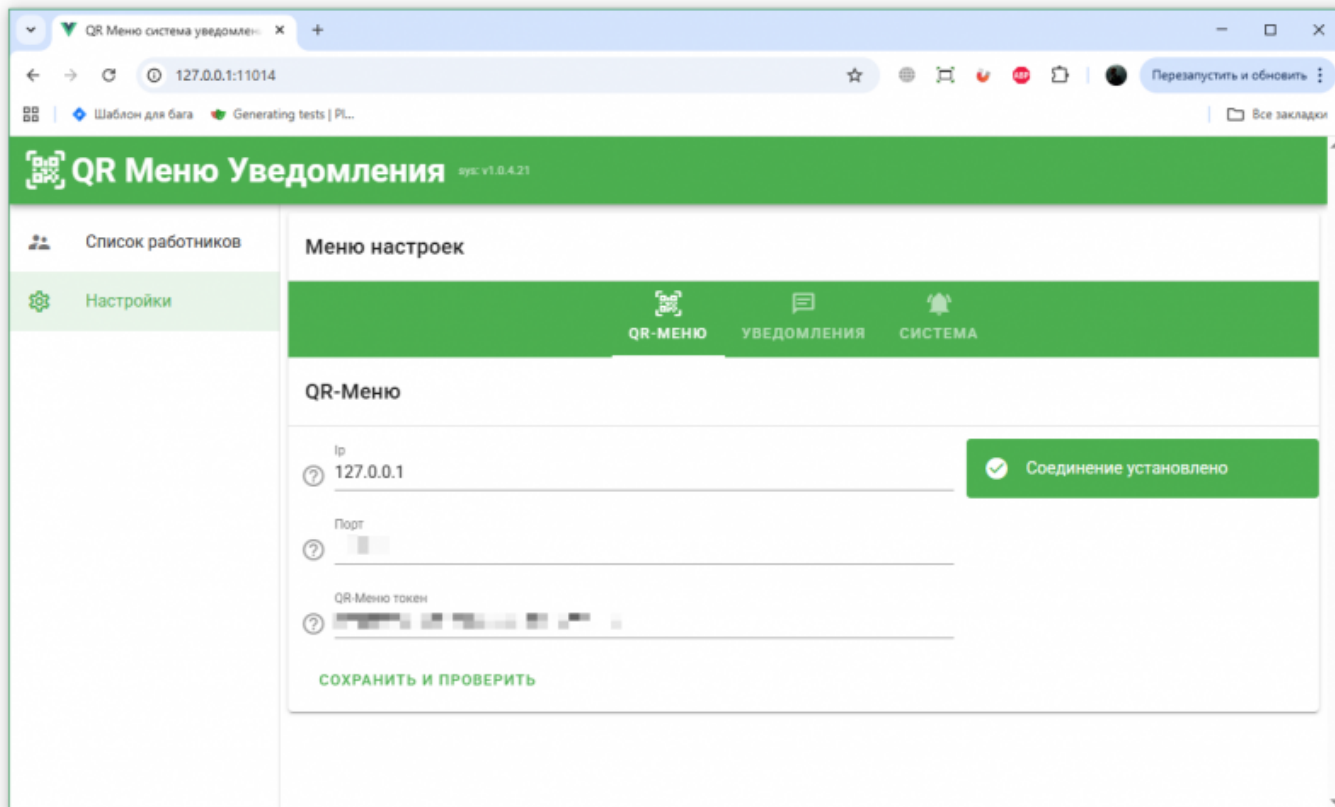 QR Меню система уведомлен
127.0.0.1:11014
ABP
Перезапустить и обновить
Шаблон для бага
Generating tests | Pl...
Все закладки
QR Меню Уведомления
sys: v1.0.4.21
Список работников
Настройки
Меню настроек
QR-МЕНЮ
УВЕДОМЛЕНИЯ
СИСТЕМА
QR-Меню
Ip
127.0.0.1
Соединение установлено
Порт
QR-Меню токен
СОХРАНИТЬ И ПРОВЕРИТЬ